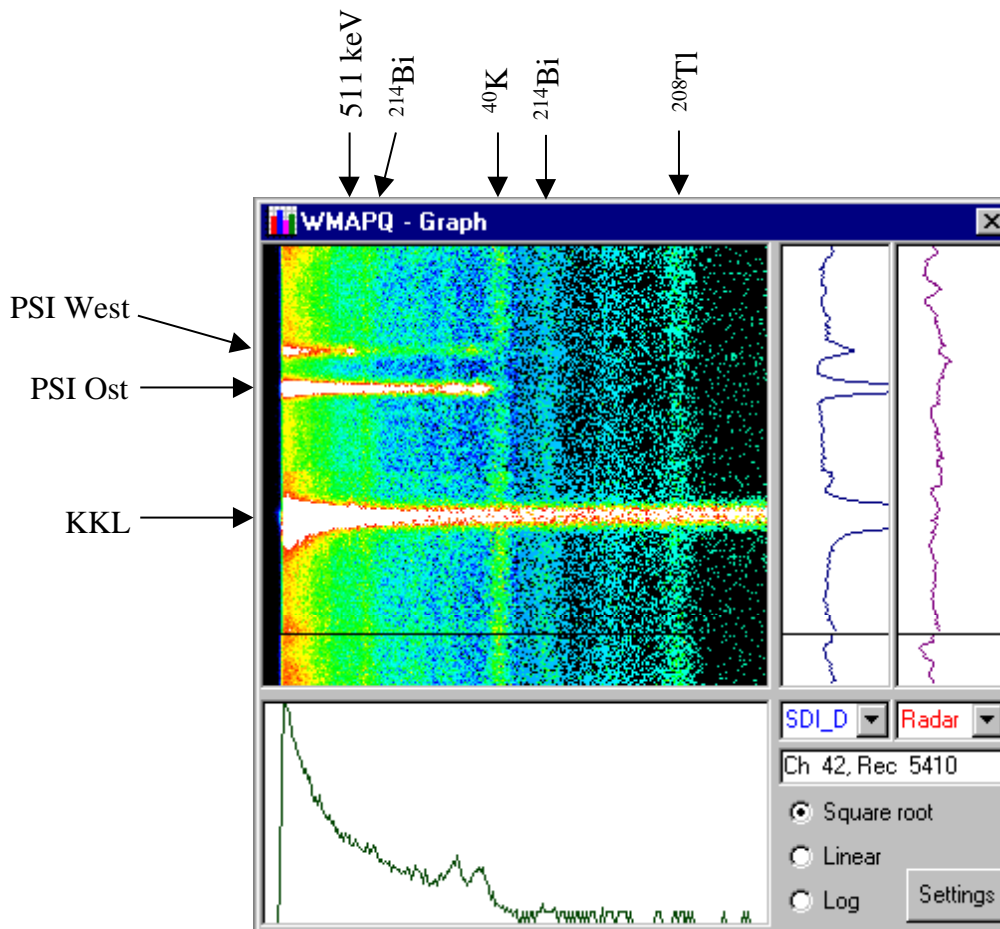 511 keV
²¹⁴Bi
⁴⁰K
²¹⁴Bi
²⁰⁸Tl
WMAPQ - Graph
PSI West
PSI Ost
KKL
SDI_D
Radar
Ch 42, Rec 5410
Square root
Linear
Log
Settings